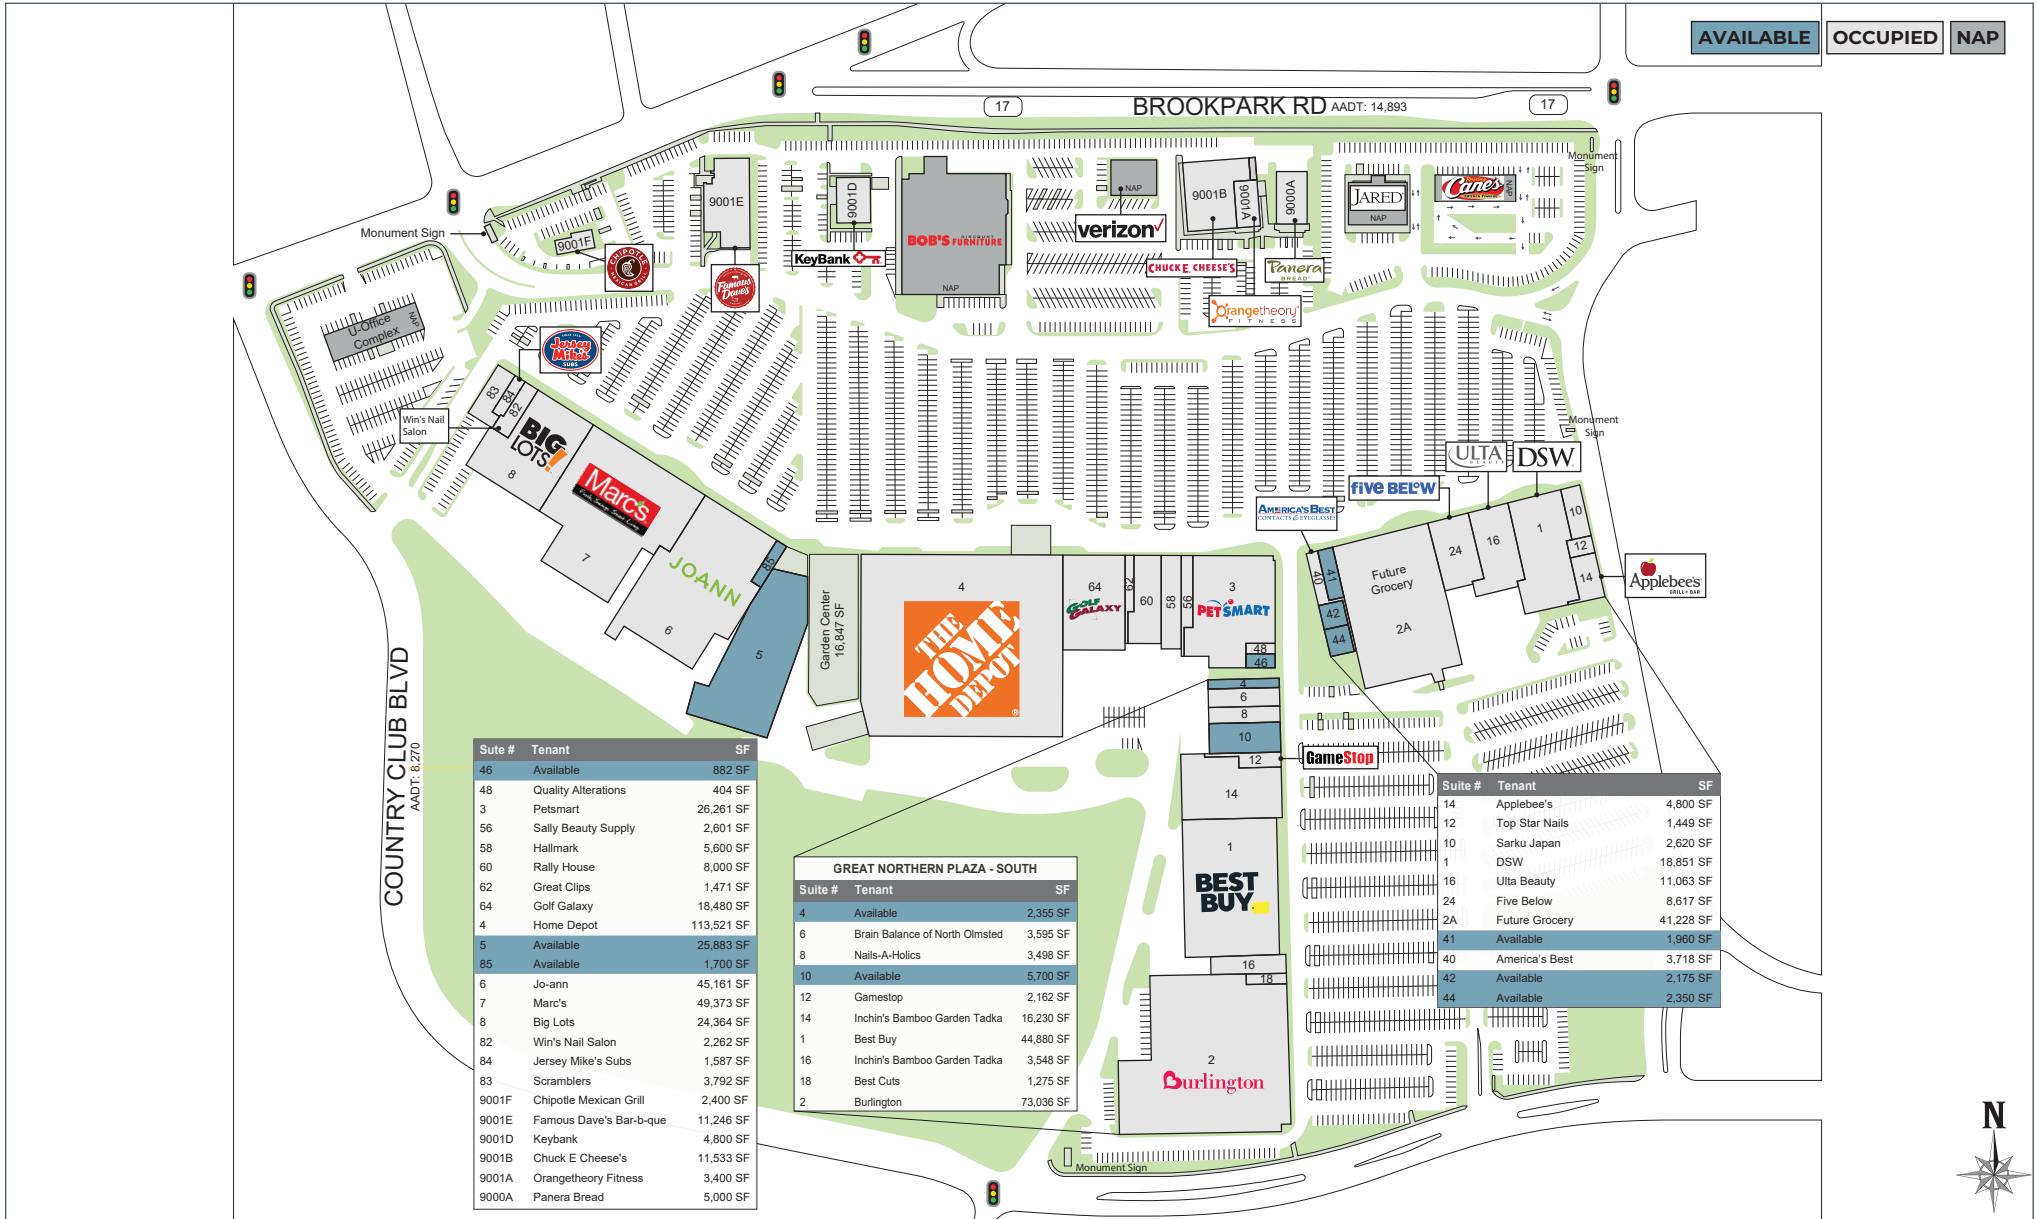 AVAILABLE OCCUPIED NAP
17 BROOKPARK RD AADT: 14,893 17
Monument
Sign
Monument Sign
9001F
CHIPOTLE
MEXICAN GRILL
9001E
Famous
Dave's
9001D
KeyBank
BOB'S DISCOUNT
FURNITURE
NAP
NAP
verizon
9001B
9001A
9000A
CHUCK E. CHEESE'S
Panera
BREAD
Orangetheory
FITNESS
JARED
NAP
Raising
Cane's
CHICKEN FINGERS
NAP
U-Office
Complex
NAP
Jersey
Mike's
SUBS
83
84
82
Win's Nail
Salon
BIG
LOTS!
8
Marc's
7
JOANN
6
85
5
Garden Center
16,847 SF
4
THE
HOME
DEPOT
64
GOLF
GALAXY
62
60
58
56
3
PETSMART
48
46
4
6
8
10
12
GameStop
14
1
BEST
BUY
16
18
2
Burlington
Monument
Sign
ULTA
BEAUTY
DSW
five BELOW
AMERICA'S BEST
CONTACTS & EYEGLASSES
40
41
42
44
Future
Grocery
2A
24
16
1
10
12
14
Applebee's
GRILL + BAR
COUNTRY CLUB BLVD
AADT: 8,270
Sute # Tenant SF
46 Available 882 SF
48 Quality Alterations 404 SF
3 Petsmart 26,261 SF
56 Sally Beauty Supply 2,601 SF
58 Hallmark 5,600 SF
60 Rally House 8,000 SF
62 Great Clips 1,471 SF
64 Golf Galaxy 18,480 SF
4 Home Depot 113,521 SF
5 Available 25,883 SF
85 Available 1,700 SF
6 Jo-ann 45,161 SF
7 Marc's 49,373 SF
8 Big Lots 24,364 SF
82 Win's Nail Salon 2,262 SF
84 Jersey Mike's Subs 1,587 SF
83 Scramblers 3,792 SF
9001F Chipotle Mexican Grill 2,400 SF
9001E Famous Dave's Bar-b-que 11,246 SF
9001D Keybank 4,800 SF
9001B Chuck E Cheese's 11,533 SF
9001A Orangetheory Fitness 3,400 SF
9000A Panera Bread 5,000 SF
GREAT NORTHERN PLAZA - SOUTH
Suite # Tenant SF
4 Available 2,355 SF
6 Brain Balance of North Olmsted 3,595 SF
8 Nails-A-Holics 3,498 SF
10 Available 5,700 SF
12 Gamestop 2,162 SF
14 Inchin's Bamboo Garden Tadka 16,230 SF
1 Best Buy 44,880 SF
16 Inchin's Bamboo Garden Tadka 3,548 SF
18 Best Cuts 1,275 SF
2 Burlington 73,036 SF
Suite # Tenant SF
14 Applebee's 4,800 SF
12 Top Star Nails 1,449 SF
10 Sarku Japan 2,620 SF
1 DSW 18,851 SF
16 Ulta Beauty 11,063 SF
24 Five Below 8,617 SF
2A Future Grocery 41,228 SF
41 Available 1,960 SF
40 America's Best 3,718 SF
42 Available 2,175 SF
44 Available 2,350 SF
Monument Sign
N